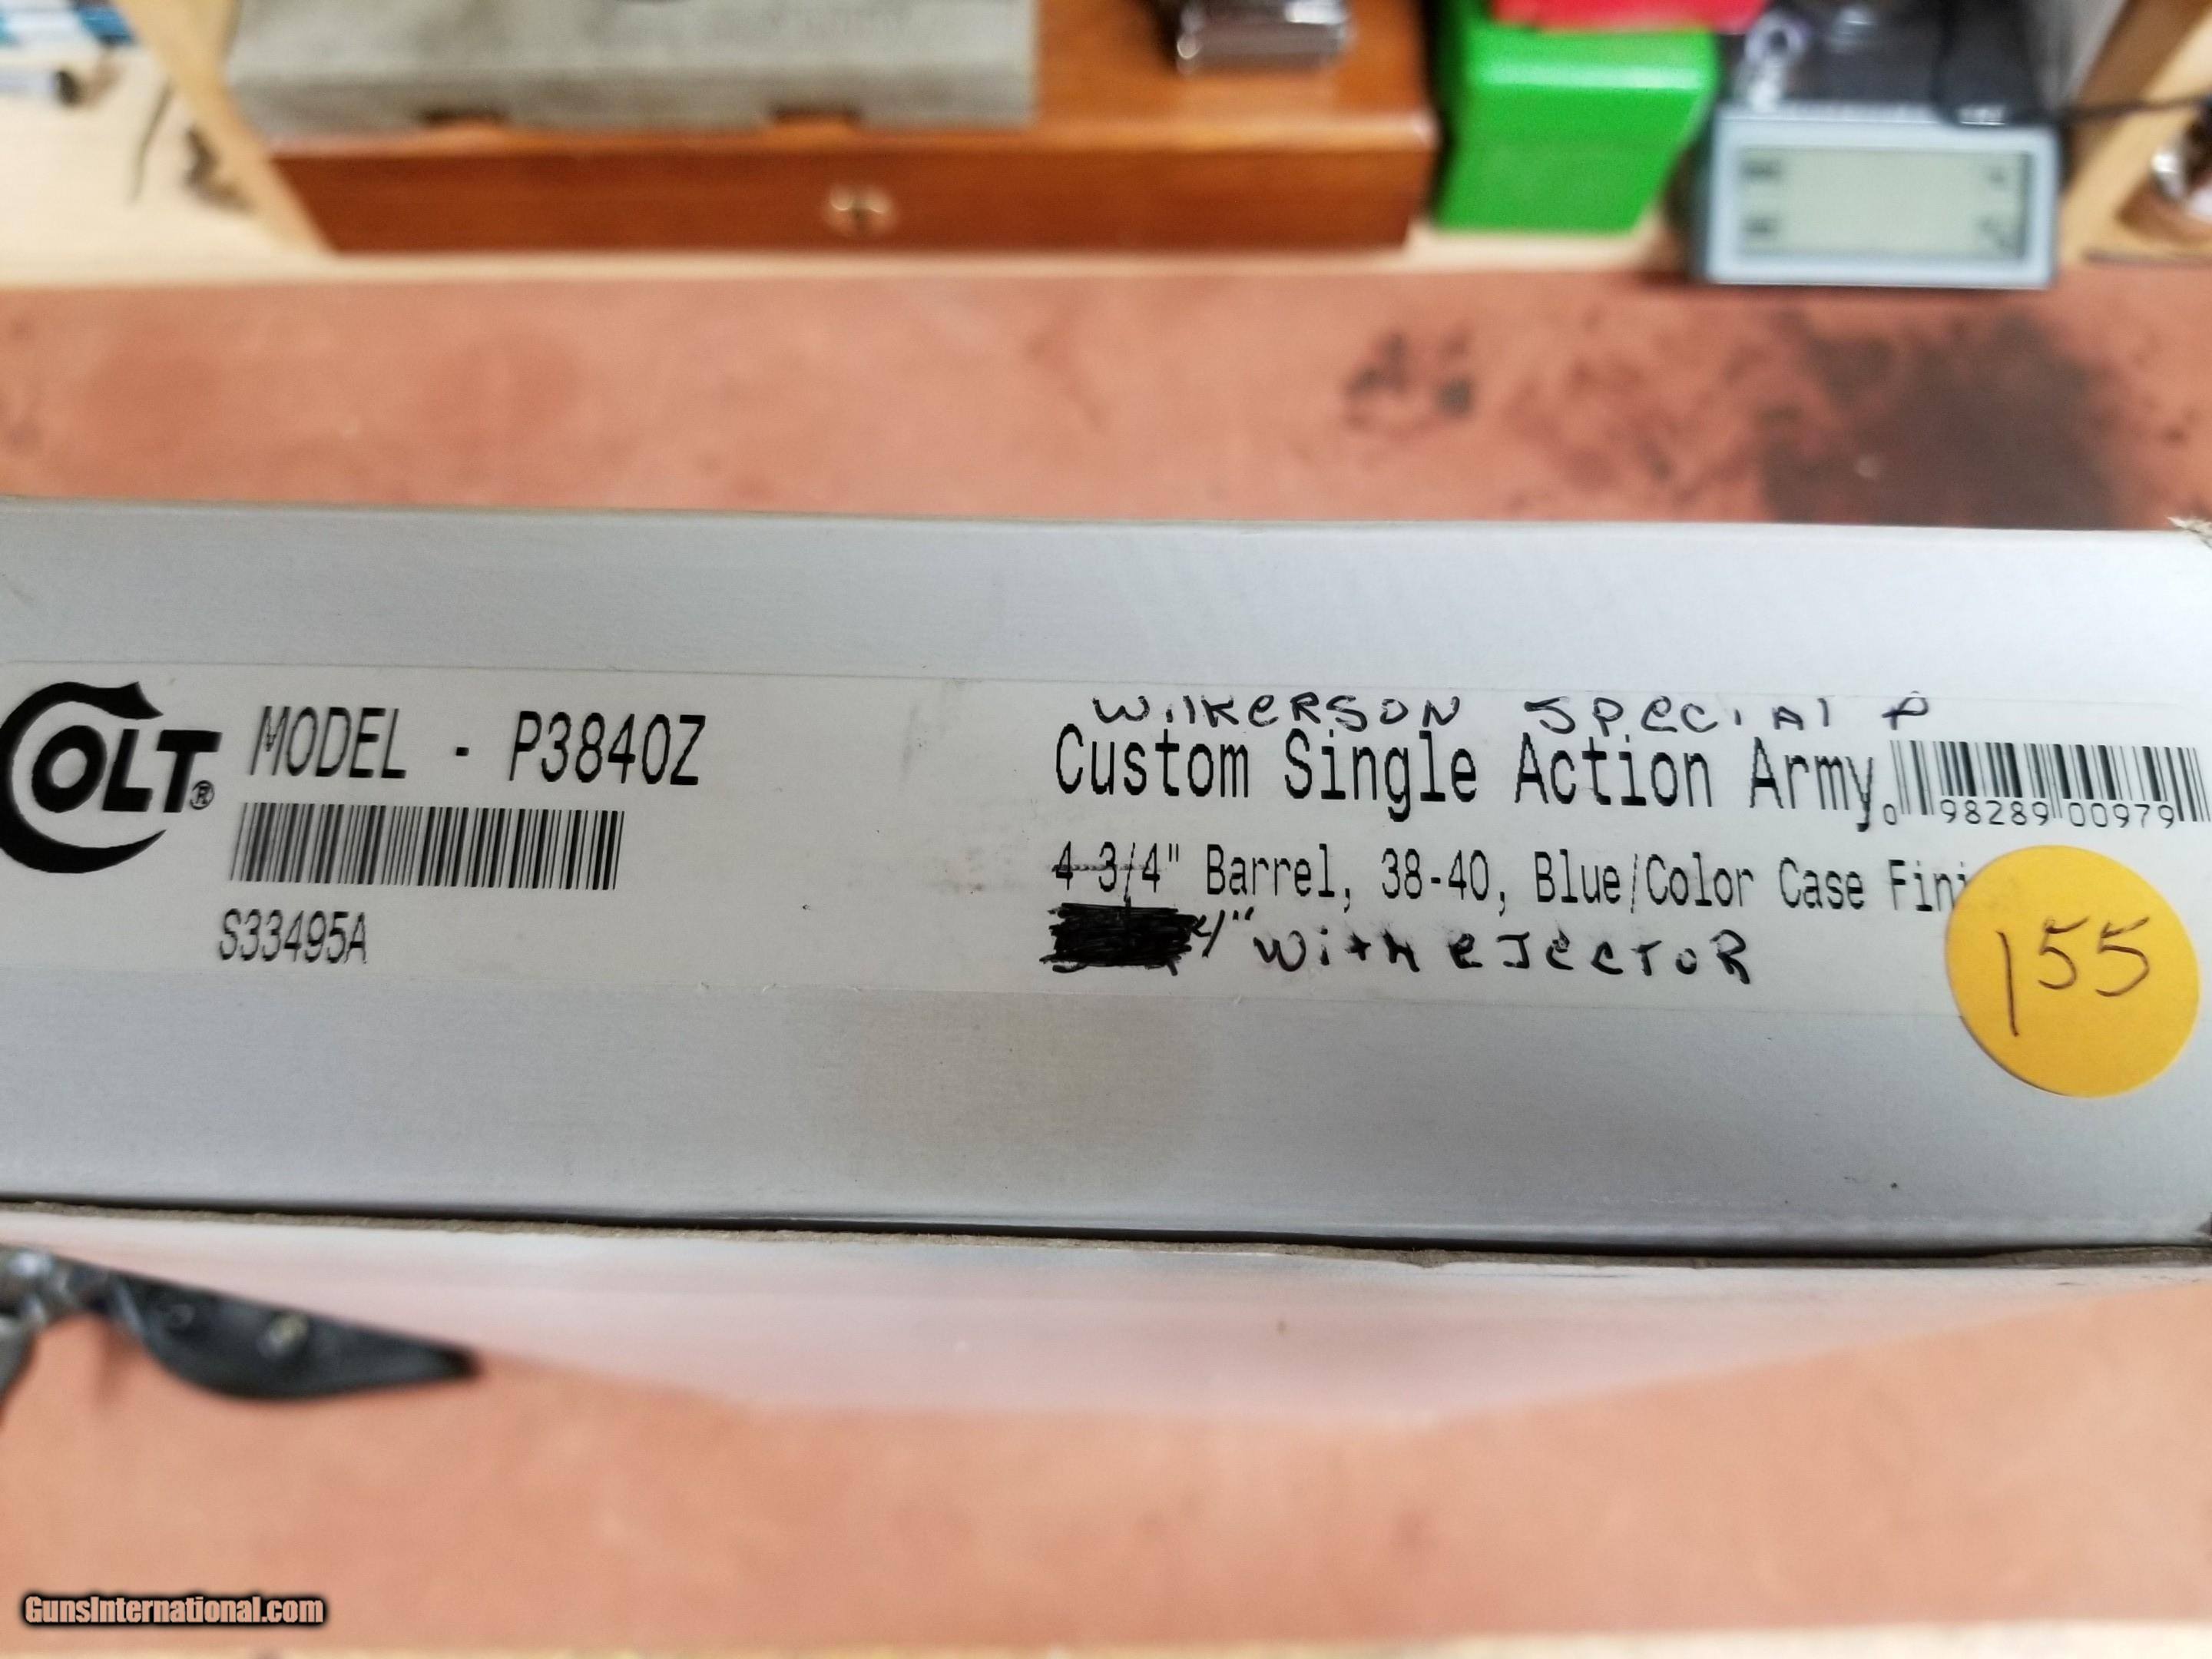 COLT® MODEL - P3840Z
S33495A
WilKeRSON SPeCiAl P
Custom Single Action Army
0 98289 00979
4-3/4" Barrel, 38-40, Blue/Color Case Fini
4" With eJecToR
155
GunsInternational.com